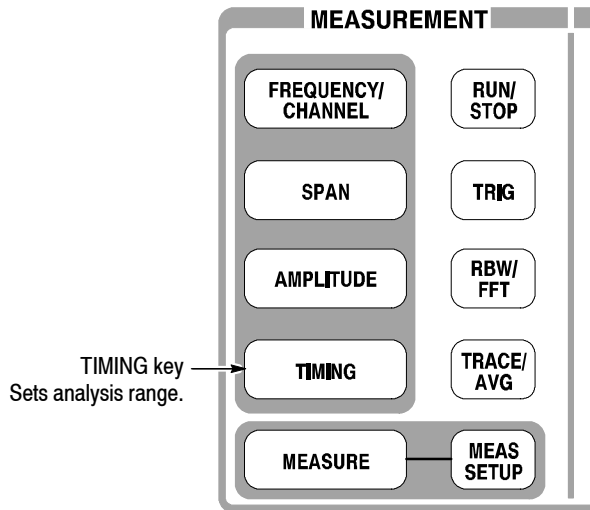 MEASUREMENT
FREQUENCY/
CHANNEL
RUN/
STOP
SPAN
TRIG
AMPLITUDE
RBW/
FFT
TIMING key
Sets analysis range.
TIMING
TRACE/
AVG
MEASURE
MEAS
SETUP